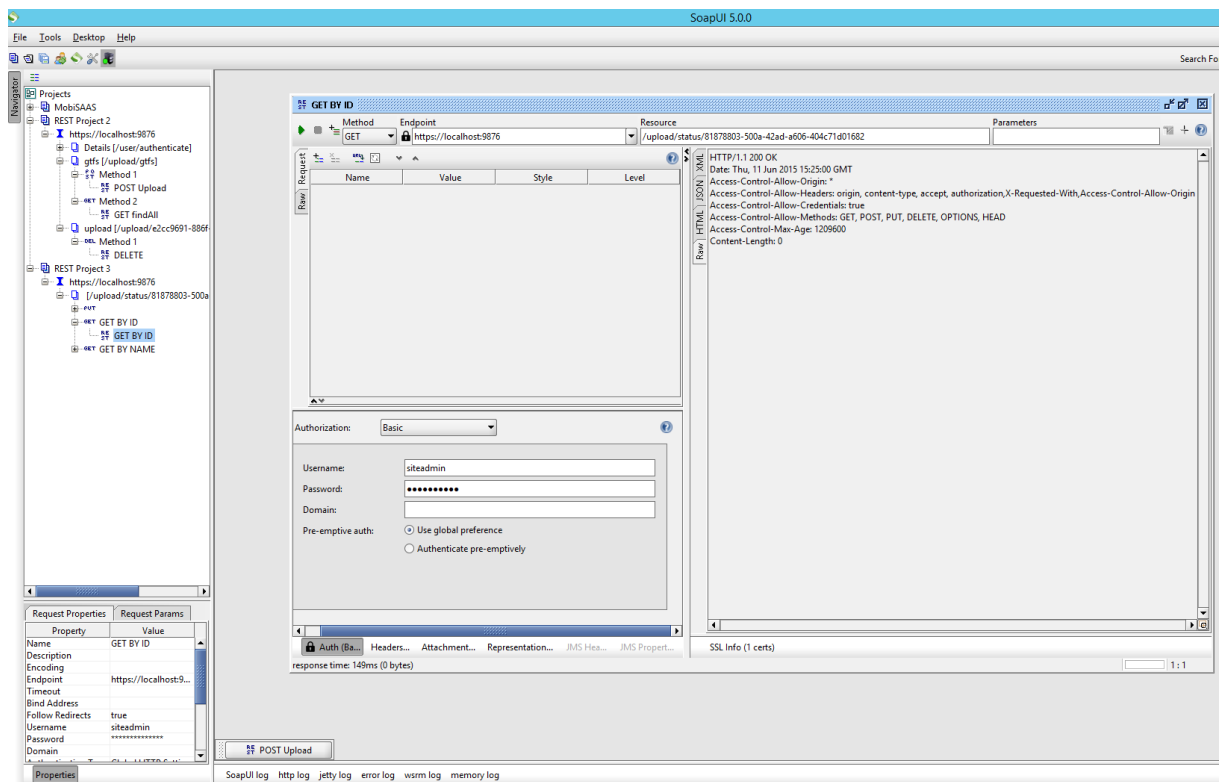 SoapUI 5.0.0
File Tools Desktop Help
Search Fo
Navigator
Projects
MobiSAAS
REST Project 2
https://localhost:9876
Details [/user/authenticate]
gtfs [/upload/gtfs]
Method 1
POST Upload
GET Method 2
GET findAll
upload [/upload/e2cc9691-886f-
DEL Method 1
DELETE
REST Project 3
https://localhost:9876
[/upload/status/81878803-500a
PUT
GET GET BY ID
GET BY ID
GET GET BY NAME
Request Properties Request Params
Property Value
Name GET BY ID
Description
Encoding
Endpoint https://localhost:9...
Timeout
Bind Address
Follow Redirects true
Username siteadmin
Password **************
Domain
Properties
GET BY ID
Method Endpoint Resource Parameters
GET https://localhost:9876 /upload/status/81878803-500a-42ad-a606-404c71d01682
Request
Raw
Name Value Style Level
Authorization: Basic
Username: siteadmin
Password: ••••••••••
Domain:
Pre-emptive auth: Use global preference
Authenticate pre-emptively
Auth (Ba... Headers... Attachment... Representation... JMS Hea... JMS Propert...
response time: 149ms (0 bytes)
XML
JSON
HTML
Raw
HTTP/1.1 200 OK
Date: Thu, 11 Jun 2015 15:25:00 GMT
Access-Control-Allow-Origin: *
Access-Control-Allow-Headers: origin, content-type, accept, authorization,X-Requested-With,Access-Control-Allow-Origin
Access-Control-Allow-Credentials: true
Access-Control-Allow-Methods: GET, POST, PUT, DELETE, OPTIONS, HEAD
Access-Control-Max-Age: 1209600
Content-Length: 0
SSL Info (1 certs)
1 : 1
POST Upload
SoapUI log http log jetty log error log wsrm log memory log